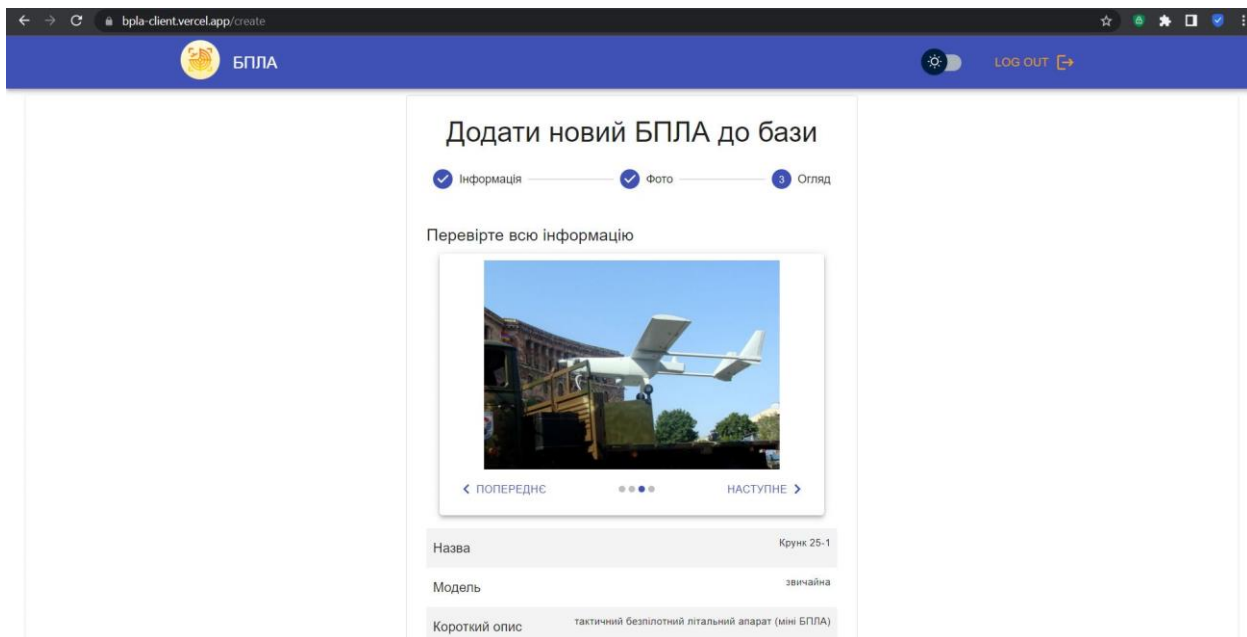 bpla-client.vercel.app/create
БПЛА
LOG OUT
Додати новий БПЛА до бази
Інформація
Фото
3 Огляд
Перевірте всю інформацію
ПОПЕРЕДНЄ
НАСТУПНЕ
Назва Крунк 25-1
Модель звичайна
Короткий опис тактичний безпілотний літальний апарат (міні БПЛА)